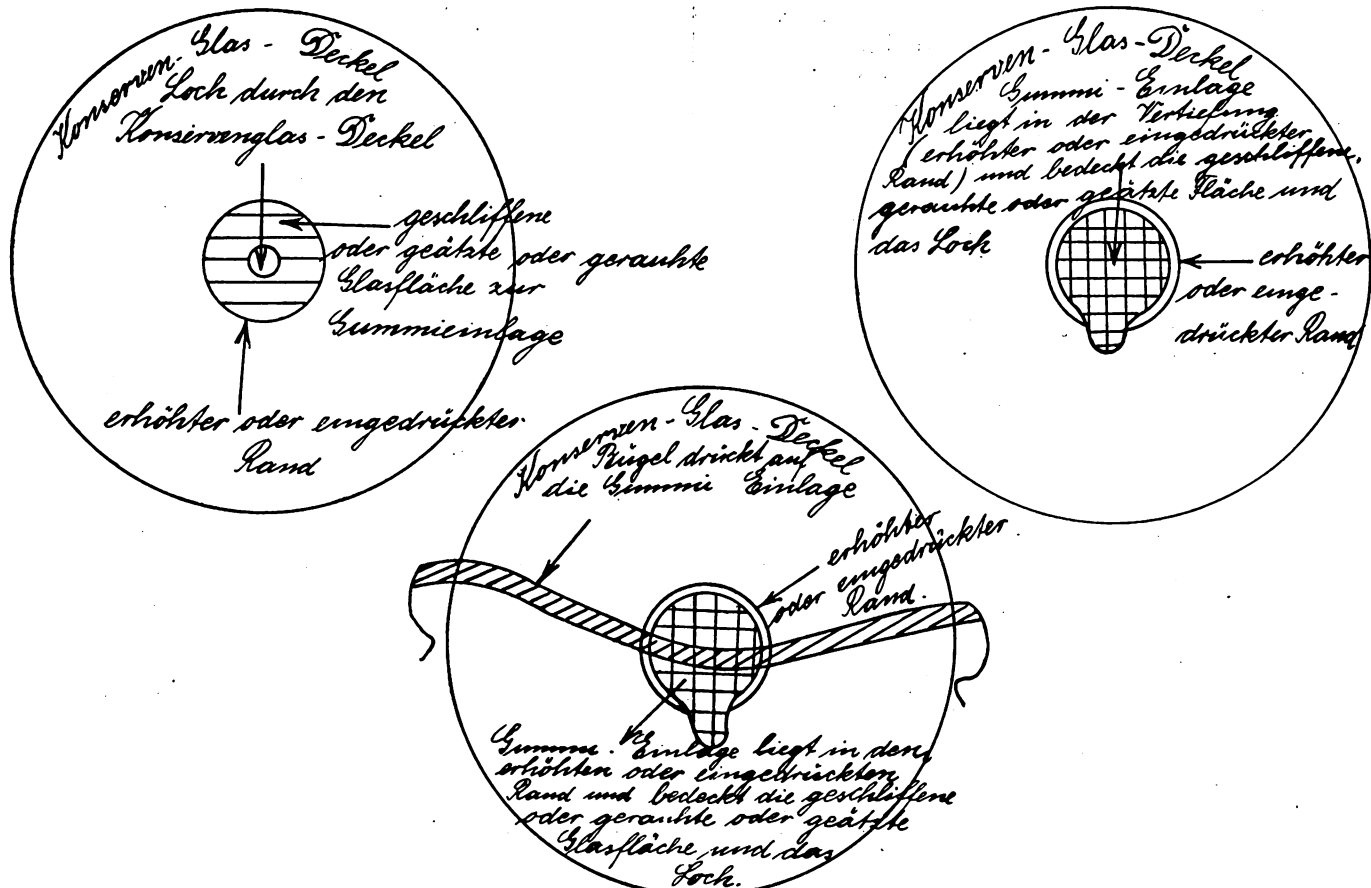 Konserven-Glas-Deckel
Loch durch den
Konservenglas-Deckel
geschliffene
oder geätzte oder gerauhte
Glasfläche zur
Gummieinlage
erhöhter oder eingedrückter
Rand
Konserven-Glas-Deckel
Gummi-Einlage
liegt in der Vertiefung
(erhöhter oder eingedrückter
Rand) und bedeckt die geschliffene,
gerauhte oder geätzte Fläche und
das Loch
erhöhter
oder einge-
drückter Rand
Konserven-Glas-Deckel
Bügel drückt auf
die Gummi Einlage
erhöhter
oder eingedrückter
Rand.
Gummi-Einlage liegt in den
erhöhten oder eingedrückten
Rand und bedeckt die geschliffene
oder gerauhte oder geätzte
Glasfläche und das
Loch.